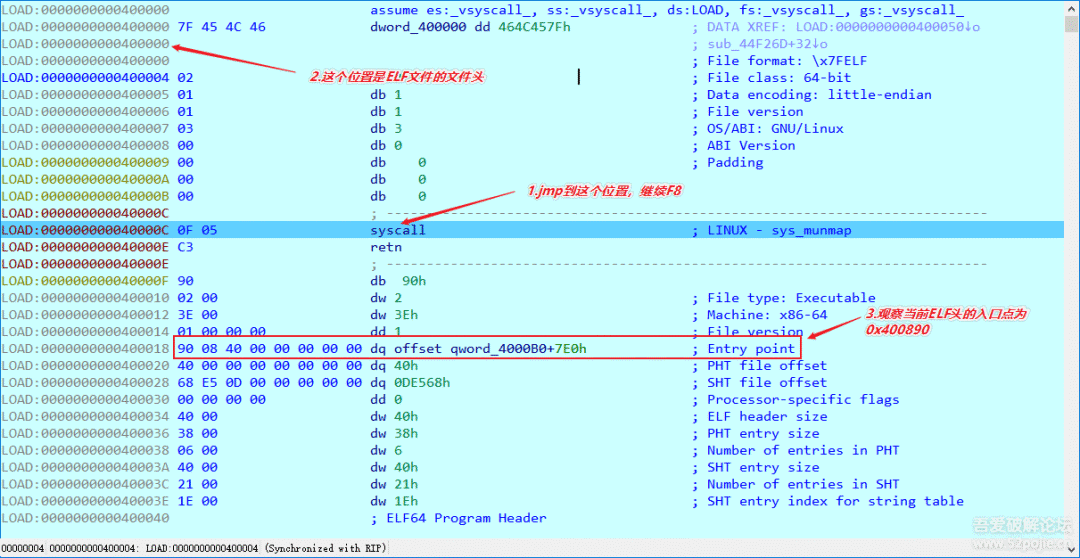 LOAD:0000000000400000 assume es:_vsyscall_, ss:_vsyscall_, ds:LOAD, fs:_vsyscall_, gs:_vsyscall_
LOAD:0000000000400000 7F 45 4C 46 dword_400000 dd 464C457Fh ; DATA XREF: LOAD:0000000000400050↓o
LOAD:0000000000400000 ; sub_44F26D+32↓o
LOAD:0000000000400000 ; File format: \x7FELF
LOAD:0000000000400004 02 ; File class: 64-bit
2.这个位置是ELF文件的文件头
LOAD:0000000000400005 01 db 1 ; Data encoding: little-endian
LOAD:0000000000400006 01 db 1 ; File version
LOAD:0000000000400007 03 db 3 ; OS/ABI: GNU/Linux
LOAD:0000000000400008 00 db 0 ; ABI Version
LOAD:0000000000400009 00 db 0 ; Padding
LOAD:000000000040000A 00 db 0
LOAD:000000000040000B 00 db 0
1.jmp到这个位置，继续F8
LOAD:000000000040000C ; ---------------------------------------------------------------------------
LOAD:000000000040000C 0F 05 syscall ; LINUX - sys_munmap
LOAD:000000000040000E C3 retn
LOAD:000000000040000E ; ---------------------------------------------------------------------------
LOAD:000000000040000F 90 db 90h
LOAD:0000000000400010 02 00 dw 2 ; File type: Executable
LOAD:0000000000400012 3E 00 dw 3Eh ; Machine: x86-64
LOAD:0000000000400014 01 00 00 00 dd 1 ; File version
3.观察当前ELF头的入口点为
0x400890
LOAD:0000000000400018 90 08 40 00 00 00 00 00 dq offset qword_4000B0+7E0h ; Entry point
LOAD:0000000000400020 40 00 00 00 00 00 00 00 dq 40h ; PHT file offset
LOAD:0000000000400028 68 E5 0D 00 00 00 00 00 dq 0DE568h ; SHT file offset
LOAD:0000000000400030 00 00 00 00 dd 0 ; Processor-specific flags
LOAD:0000000000400034 40 00 dw 40h ; ELF header size
LOAD:0000000000400036 38 00 dw 38h ; PHT entry size
LOAD:0000000000400038 06 00 dw 6 ; Number of entries in PHT
LOAD:000000000040003A 40 00 dw 40h ; SHT entry size
LOAD:000000000040003C 21 00 dw 21h ; Number of entries in SHT
LOAD:000000000040003E 1E 00 dw 1Eh ; SHT entry index for string table
LOAD:0000000000400040 ; ELF64 Program Header
吾爱破解论坛
www.52pojie.cn
00000004 0000000000400004: LOAD:0000000000400004 (Synchronized with RIP)